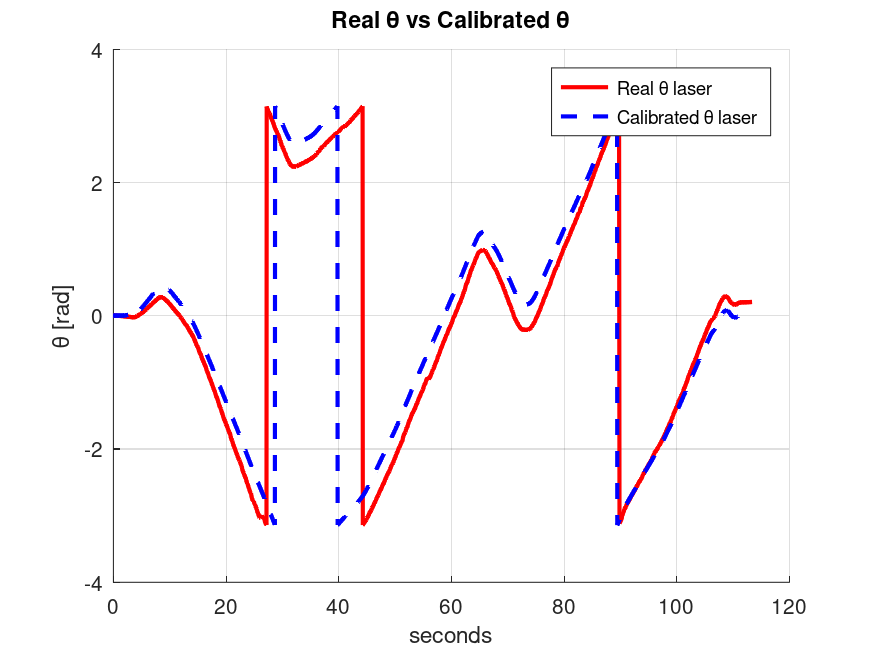 Real θ vs Calibrated θ
Real θ laser
Calibrated θ laser
4
2
0
-2
-4
θ [rad]
0 20 40 60 80 100 120
seconds